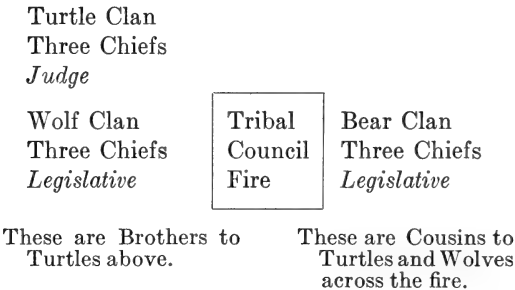 Turtle Clan
Three Chiefs
Judge
Wolf Clan
Three Chiefs
Legislative
Tribal
Council
Fire
Bear Clan
Three Chiefs
Legislative
These are Brothers to
Turtles above.
These are Cousins to
Turtles and Wolves
across the fire.